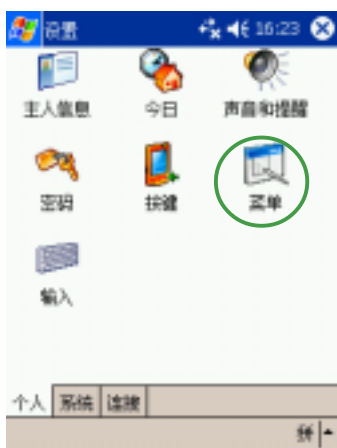 设置 16:23
主人信息 今日 声音和提醒
密码 按键 菜单
输入
个人 系统 连接
拼